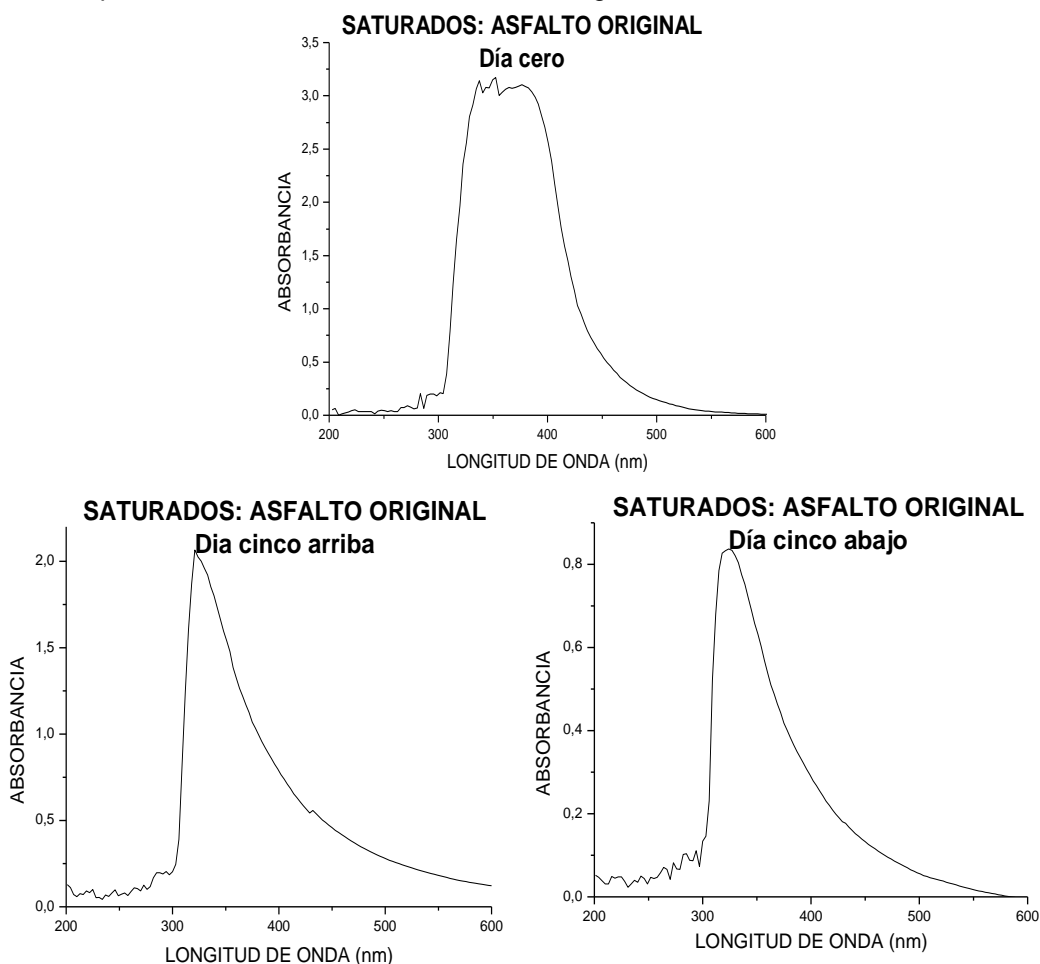 SATURADOS: ASFALTO ORIGINAL
Día cero
3,5
3,0
2,5
2,0
1,5
1,0
0,5
0,0
ABSORBANCIA
200 300 400 500 600
LONGITUD DE ONDA (nm)
SATURADOS: ASFALTO ORIGINAL
Dia cinco arriba
2,0
1,5
1,0
0,5
0,0
ABSORBANCIA
200 300 400 500 600
LONGITUD DE ONDA (nm)
SATURADOS: ASFALTO ORIGINAL
Día cinco abajo
0,8
0,6
0,4
0,2
0,0
ABSORBANCIA
200 300 400 500 600
LONGITUD DE ONDA (nm)